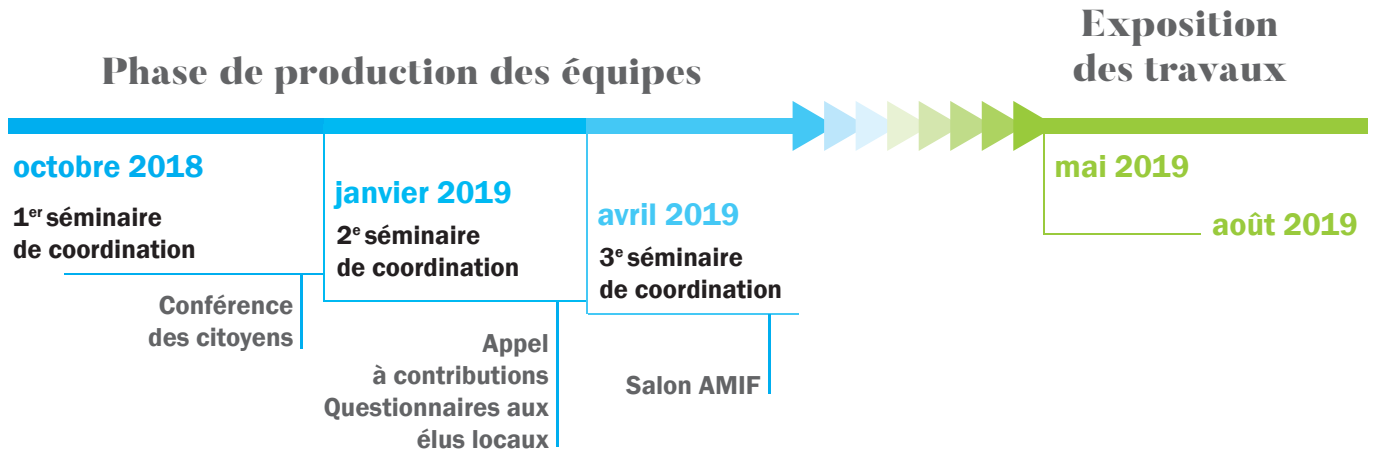 Phase de production des équipes
Exposition
des travaux
octobre 2018
1er séminaire
de coordination
Conférence
des citoyens
janvier 2019
2e séminaire
de coordination
Appel
à contributions
Questionnaires aux
élus locaux
avril 2019
3e séminaire
de coordination
Salon AMIF
mai 2019
août 2019